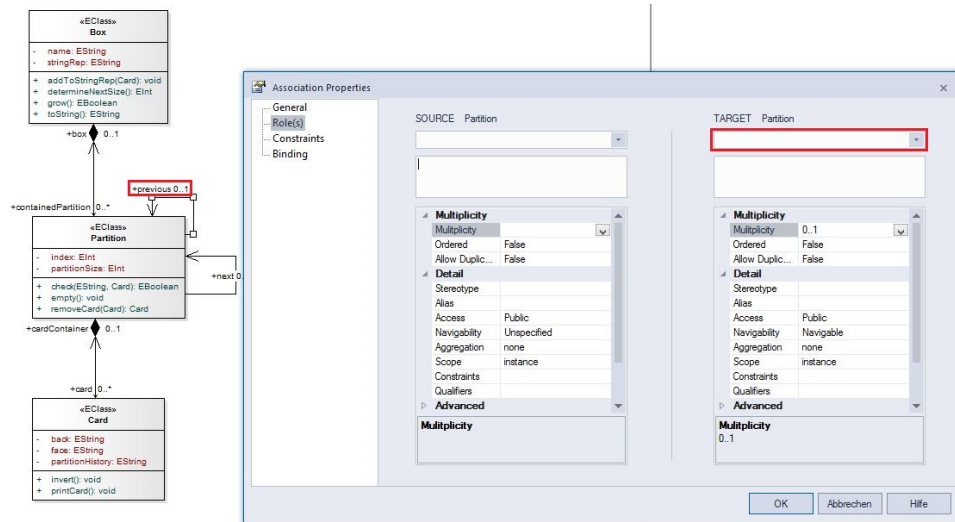 «EClass»
Box
- name: EString
- stringRep: EString
+ addToStringRep(Card): void
+ determineNextSize(): EInt
+ grow(): EBoolean
+ toString(): EString
+box 0..1
+previous 0..1
+containedPartition 0..*
«EClass»
Partition
- index: EInt
- partitionSize: EInt
+ check(EString, Card): EBoolean
+ empty(): void
+ removeCard(Card): Card
+next 0.
+cardContainer 0..1
+card 0..*
«EClass»
Card
- back: EString
- face: EString
- partitionHistory: EString
+ invert(): void
+ printCard(): void
Association Properties
General
Role(s)
Constraints
Binding
SOURCE Partition
Multiplicity
Mulitplicity
Ordered False
Allow Duplic... False
Detail
Stereotype
Alias
Access Public
Navigability Unspecified
Aggregation none
Scope instance
Constraints
Qualifiers
Advanced
Mulitplicity
TARGET Partition
Multiplicity
Mulitplicity 0..1
Ordered False
Allow Duplic... False
Detail
Stereotype
Alias
Access Public
Navigability Navigable
Aggregation none
Scope instance
Constraints
Qualifiers
Advanced
Mulitplicity
0..1
OK Abbrechen Hilfe